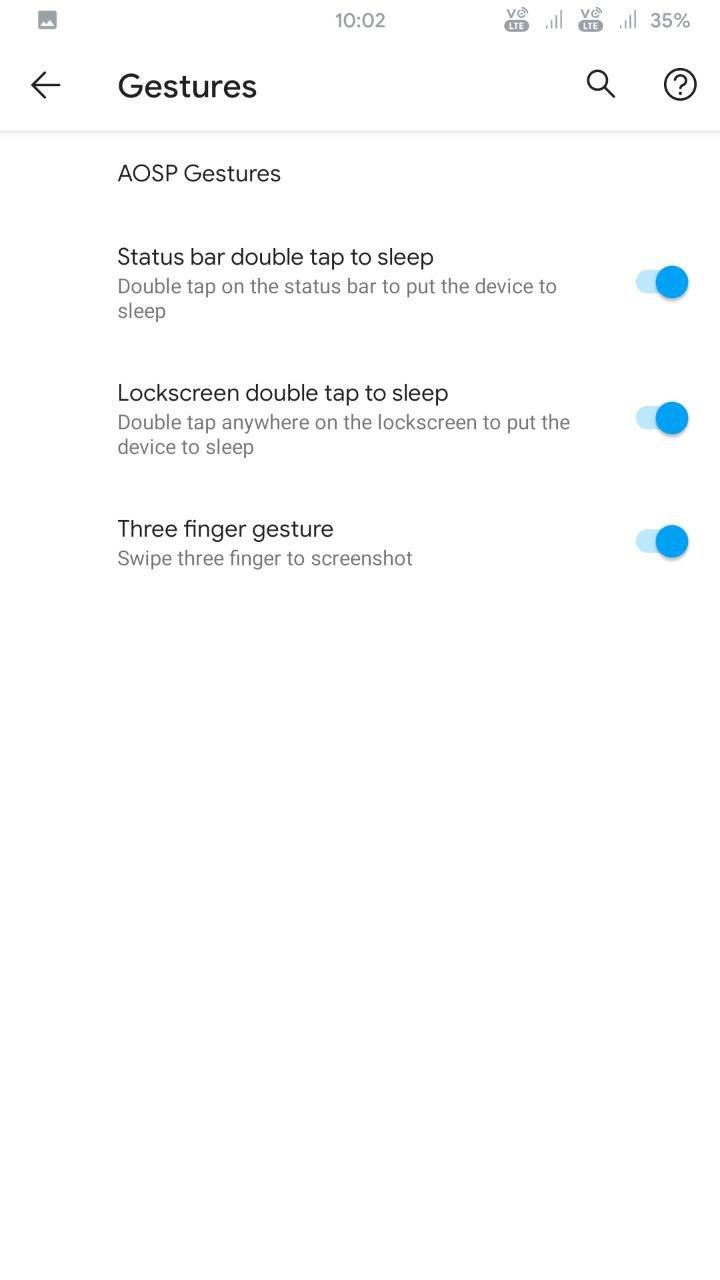 10:02
LTE
LTE
35%
Gestures
AOSP Gestures
Status bar double tap to sleep
Double tap on the status bar to put the device to
sleep
Lockscreen double tap to sleep
Double tap anywhere on the lockscreen to put the
device to sleep
Three finger gesture
Swipe three finger to screenshot